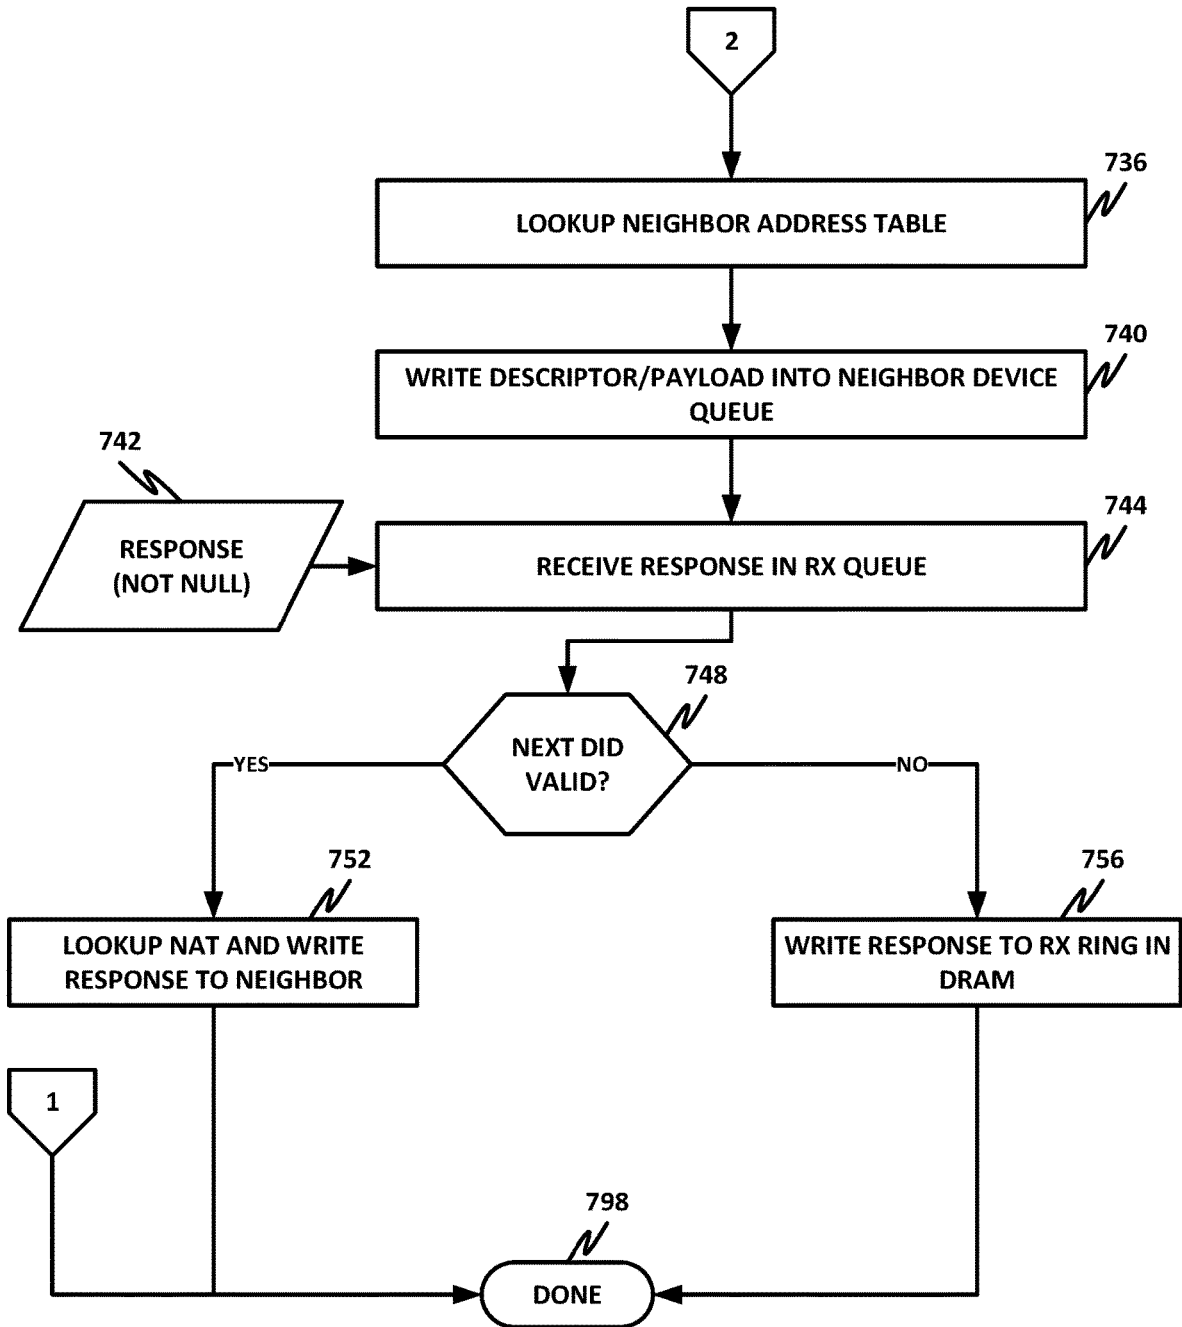 2
736
LOOKUP NEIGHBOR ADDRESS TABLE
740
WRITE DESCRIPTOR/PAYLOAD INTO NEIGHBOR DEVICE
QUEUE
742
RESPONSE
(NOT NULL)
744
RECEIVE RESPONSE IN RX QUEUE
748
NEXT DID
VALID?
YES
NO
752
LOOKUP NAT AND WRITE
RESPONSE TO NEIGHBOR
756
WRITE RESPONSE TO RX RING IN
DRAM
1
798
DONE